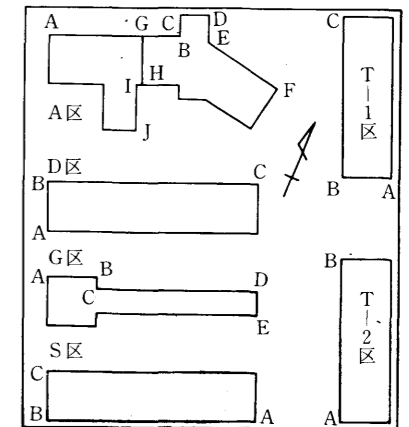 A G C D
B E
I H F
A区 J
C
T-1区
B A
D区
B C
A
G区
A B
C D
E
S区
C
B A
B
T-2区
A